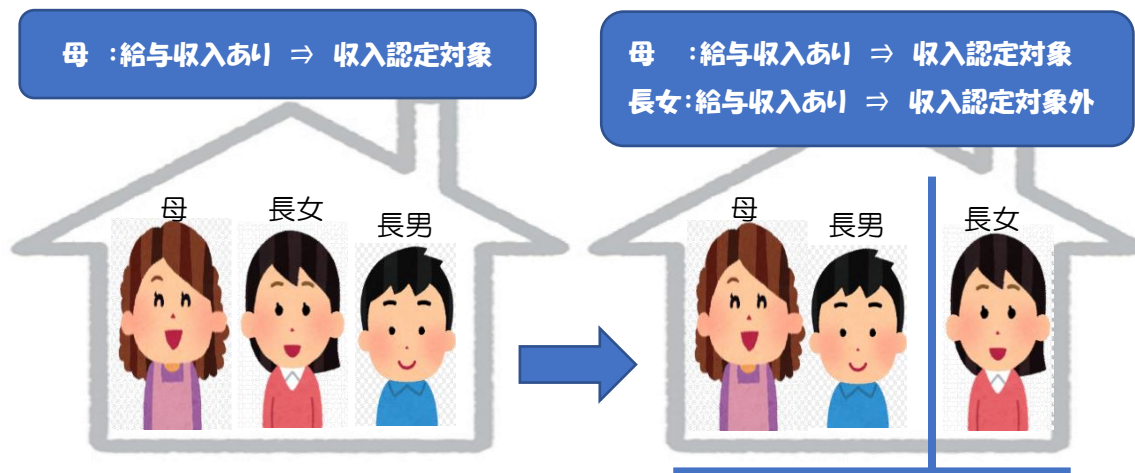 母 :給与収入あり ⇒ 収入認定対象
母 :給与収入あり ⇒ 収入認定対象
長女:給与収入あり ⇒ 収入認定対象外
母
長女
長男
母
長男
長女